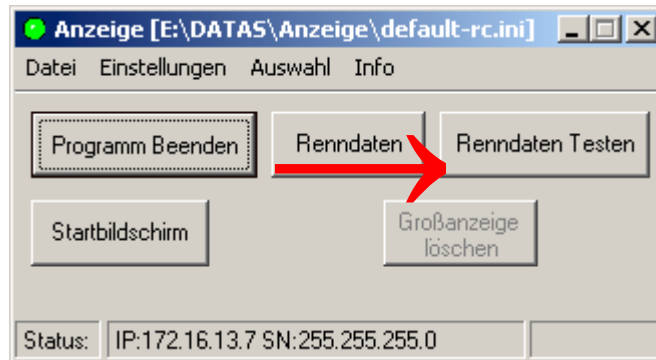 Anzeige [E:\DATAS\Anzeige\default-rc.ini]
Datei Einstellungen Auswahl Info
Programm Beenden Renndaten Renndaten Testen
Startbildschirm Großanzeige
löschen
Status: IP:172.16.13.7 SN:255.255.255.0